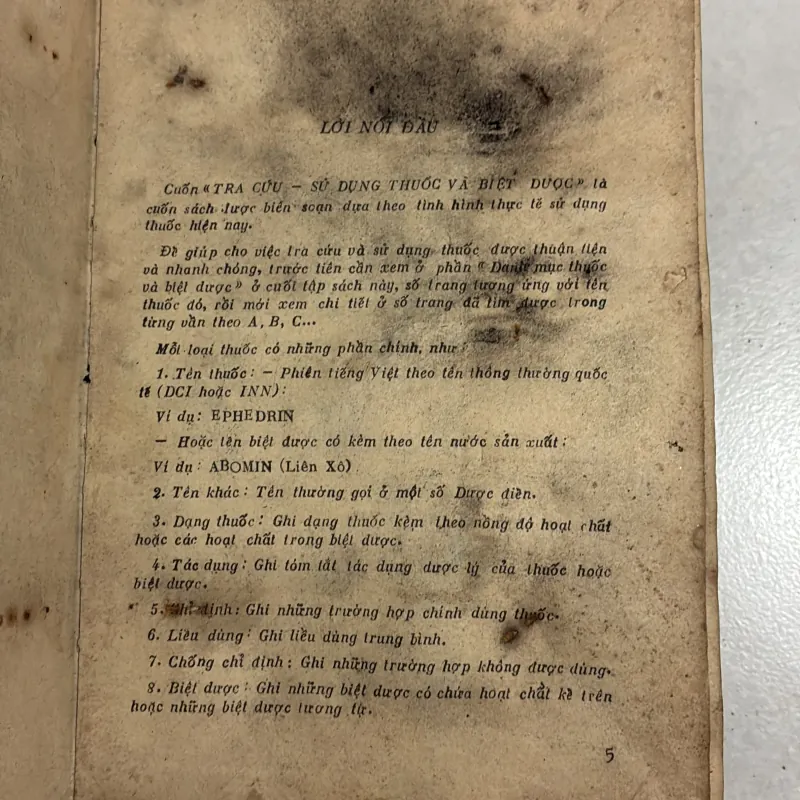 LỜI NÓI ĐẦU
Cuốn «TRA CỨU — SỬ DỤNG THUỐC VÀ BIỆT DƯỢC» là
cuốn sách được biên soạn dựa theo tình hình thực tế sử dụng
thuốc hiện nay.
Để giúp cho việc tra cứu và sử dụng thuốc được thuận tiện
và nhanh chóng, trước tiên cần xem ở phần «Danh mục thuốc
và biệt dược» ở cuối tập sách này, số trang tương ứng với tên
thuốc đó, rồi mới xem chi tiết ở số trang đã tìm được trong
từng vần theo A, B, C...
Mỗi loại thuốc có những phần chính, như:
1. Tên thuốc: — Phiên tiếng Việt theo tên thông thường quốc
tế (DCI hoặc INN):
Ví dụ: EPHEDRIN
— Hoặc tên biệt dược có kèm theo tên nước sản xuất:
Ví dụ: ABOMIN (Liên Xô)
2. Tên khác: Tên thường gọi ở một số Dược điển.
3. Dạng thuốc: Ghi dạng thuốc kèm theo nồng độ hoạt chất
hoặc các hoạt chất trong biệt dược.
4. Tác dụng: Ghi tóm tắt tác dụng dược lý của thuốc hoặc
biệt dược.
5. Chỉ định: Ghi những trường hợp chính dùng thuốc.
6. Liều dùng: Ghi liều dùng trung bình.
7. Chống chỉ định: Ghi những trường hợp không được dùng.
8. Biệt dược: Ghi những biệt dược có chứa hoạt chất kể trên
hoặc những biệt dược tương tự.
5